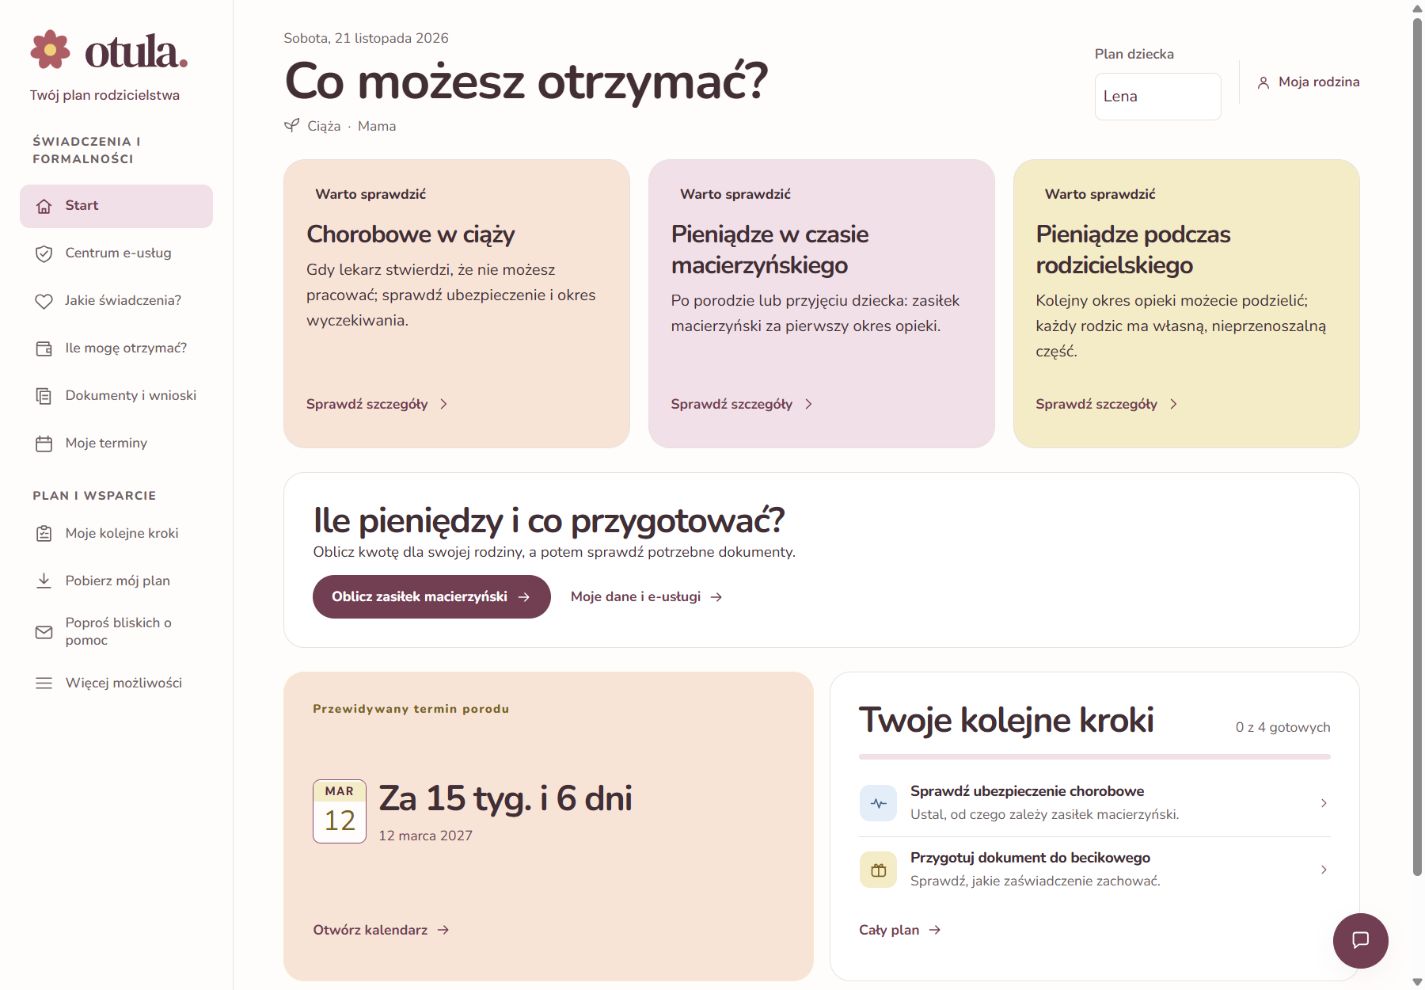 otula.
Twój plan rodzicielstwa
ŚWIADCZENIA I
FORMALNOŚCI
Start
Centrum e-usług
Jakie świadczenia?
Ile mogę otrzymać?
Dokumenty i wnioski
Moje terminy
PLAN I WSPARCIE
Moje kolejne kroki
Pobierz mój plan
Poproś bliskich o
pomoc
Więcej możliwości
Sobota, 21 listopada 2026
Co możesz otrzymać?
Ciąża · Mama
Plan dziecka
Lena
Moja rodzina
Warto sprawdzić
Chorobowe w ciąży
Gdy lekarz stwierdzi, że nie możesz
pracować; sprawdź ubezpieczenie i okres
wyczekiwania.
Sprawdź szczegóły
Warto sprawdzić
Pieniądze w czasie
macierzyńskiego
Po porodzie lub przyjęciu dziecka: zasiłek
macierzyński za pierwszy okres opieki.
Sprawdź szczegóły
Warto sprawdzić
Pieniądze podczas
rodzicielskiego
Kolejny okres opieki możecie podzielić;
każdy rodzic ma własną, nieprzenoszalną
część.
Sprawdź szczegóły
Ile pieniędzy i co przygotować?
Oblicz kwotę dla swojej rodziny, a potem sprawdź potrzebne dokumenty.
Oblicz zasiłek macierzyński →
Moje dane i e-usługi →
Przewidywany termin porodu
MAR
12
Za 15 tyg. i 6 dni
12 marca 2027
Otwórz kalendarz →
Twoje kolejne kroki
0 z 4 gotowych
Sprawdź ubezpieczenie chorobowe
Ustal, od czego zależy zasiłek macierzyński.
Przygotuj dokument do becikowego
Sprawdź, jakie zaświadczenie zachować.
Cały plan →